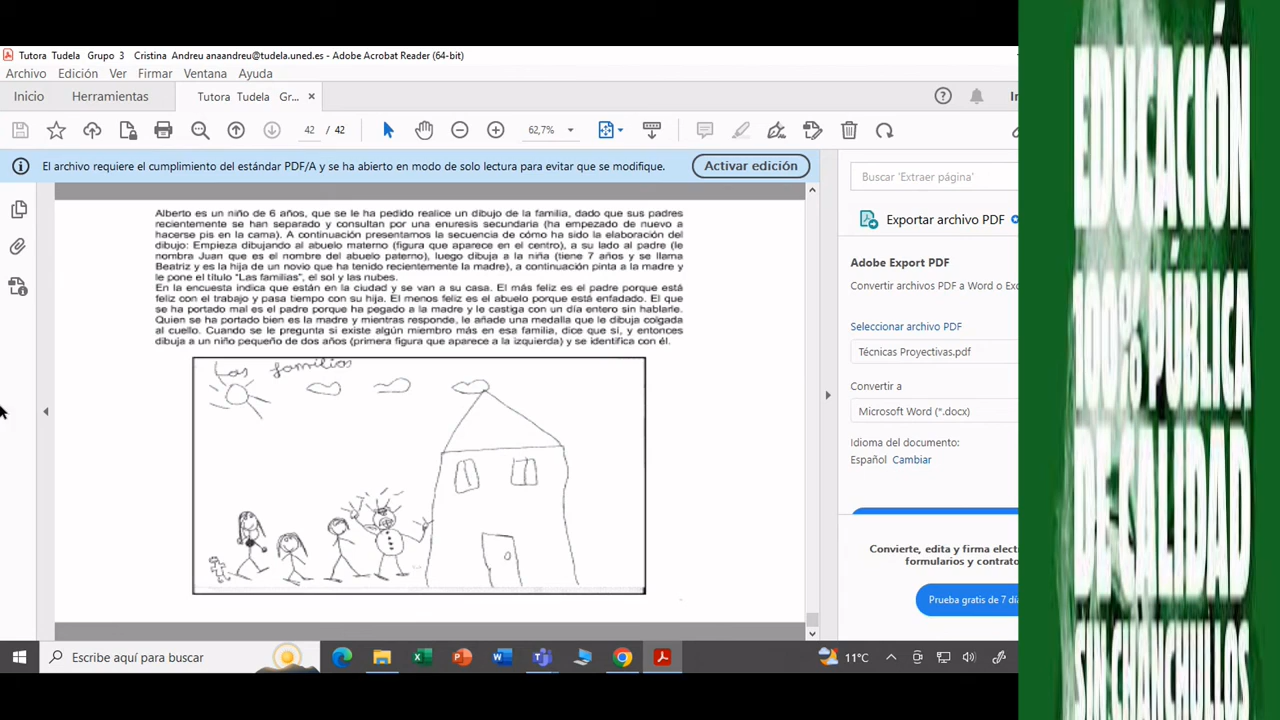 Tutora Tudela Grupo 3 Cristina Andreu anaandreu@tudela.uned.es - Adobe Acrobat Reader (64-bit)
Archivo Edición Ver Firmar Ventana Ayuda
Inicio Herramientas Tutora Tudela Gr... ×
42 / 42 62,7%
El archivo requiere el cumplimiento del estándar PDF/A y se ha abierto en modo de solo lectura para evitar que se modifique. Activar edición
Alberto es un niño de 6 años, que se le ha pedido realice un dibujo de la familia, dado que sus padres
recientemente se han separado y consultan por una enuresis secundaria (ha empezado de nuevo a
hacerse pis en la cama). A continuación presentamos la secuencia de cómo ha sido la elaboración del
dibujo: Empieza dibujando al abuelo materno (figura que aparece en el centro), a su lado al padre (le
nombra Juan que es el nombre del abuelo paterno), luego dibuja a la niña (tiene 7 años y se llama
Beatriz y es la hija de un novio que ha tenido recientemente la madre), a continuación pinta a la madre y
le pone el título "Las familias", el sol y las nubes.
En la encuesta indica que están en la ciudad y se van a su casa. El más feliz es el padre porque está
feliz con el trabajo y pasa tiempo con su hija. El menos feliz es el abuelo porque está enfadado. El que
se ha portado mal es el padre porque ha pegado a la madre y le castiga con un día entero sin hablarle.
Quien se ha portado bien es la madre y mientras responde, le añade una medalla que le dibuja colgada
al cuello. Cuando se le pregunta si existe algún miembro más en esa familia, dice que sí, y entonces
dibuja a un niño pequeño de dos años (primera figura que aparece a la izquierda) y se identifica con él.
Las familias
Buscar 'Extraer página'
Exportar archivo PDF
Adobe Export PDF
Convertir archivos PDF a Word o Exc
Seleccionar archivo PDF
Técnicas Proyectivas.pdf
Convertir a
Microsoft Word (*.docx)
Idioma del documento:
Español Cambiar
Convierte, edita y firma elect
formularios y contrato
Prueba gratis de 7 día
Escribe aquí para buscar
11°C
EDUCACIÓN
100% PÚBLICA
DE SALIDAD
SIN CHANCHULLOS